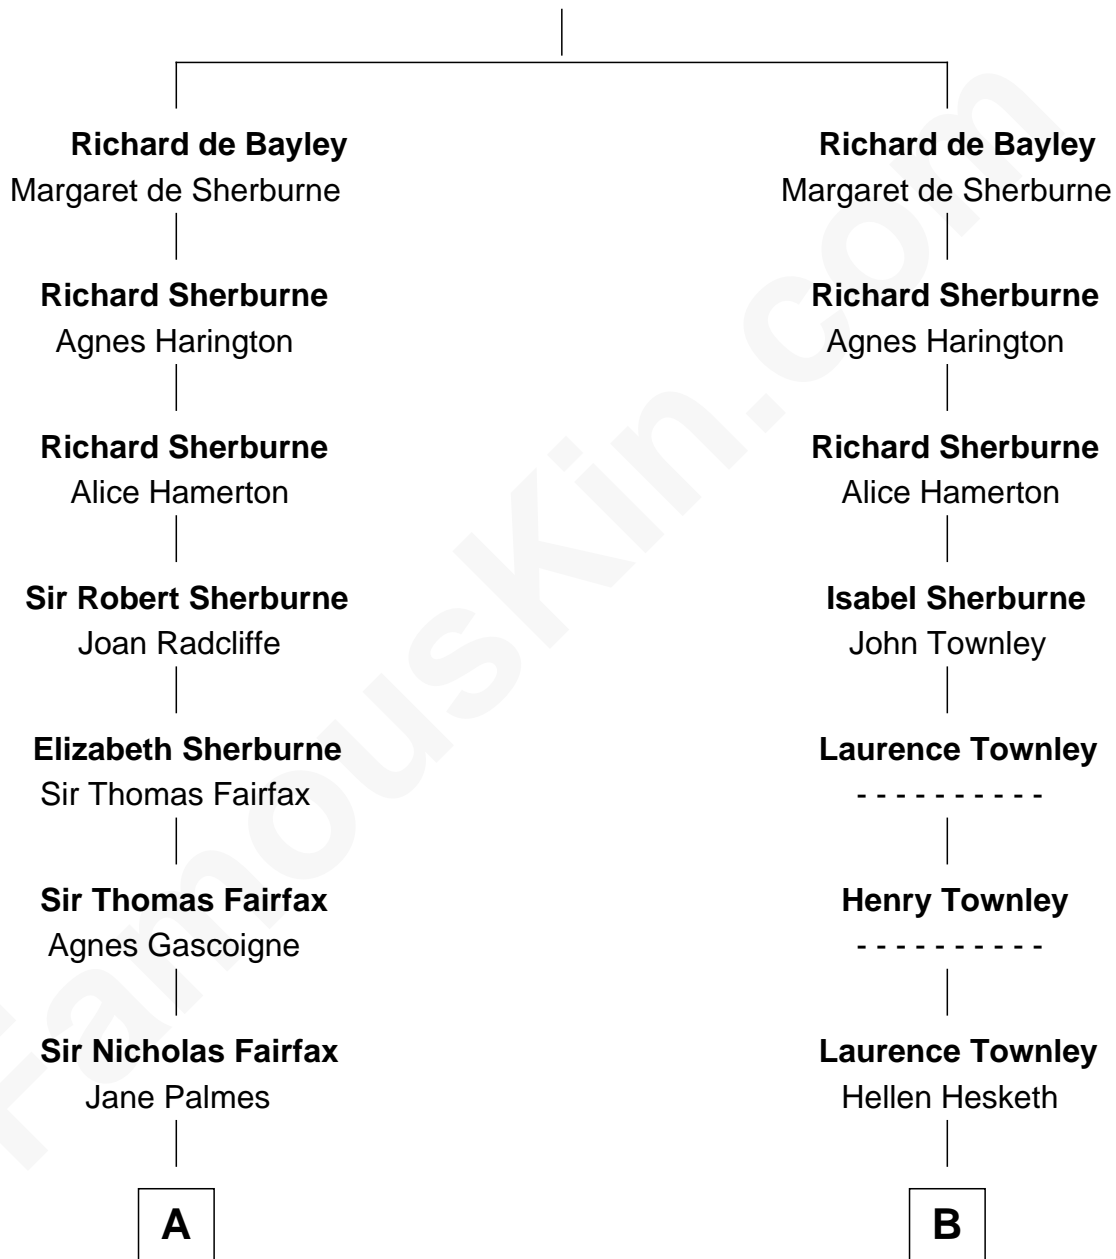 Richard de Bayley
Margaret de Sherburne
Richard Sherburne
Agnes Harington
Richard Sherburne
Alice Hamerton
Sir Robert Sherburne
Joan Radcliffe
Elizabeth Sherburne
Sir Thomas Fairfax
Sir Thomas Fairfax
Agnes Gascoigne
Sir Nicholas Fairfax
Jane Palmes
A
Richard de Bayley
Margaret de Sherburne
Richard Sherburne
Agnes Harington
Richard Sherburne
Alice Hamerton
Isabel Sherburne
John Townley
Laurence Townley
- - - - - - - - - -
Henry Townley
- - - - - - - - - -
Laurence Townley
Hellen Hesketh
B
FamousKin.com